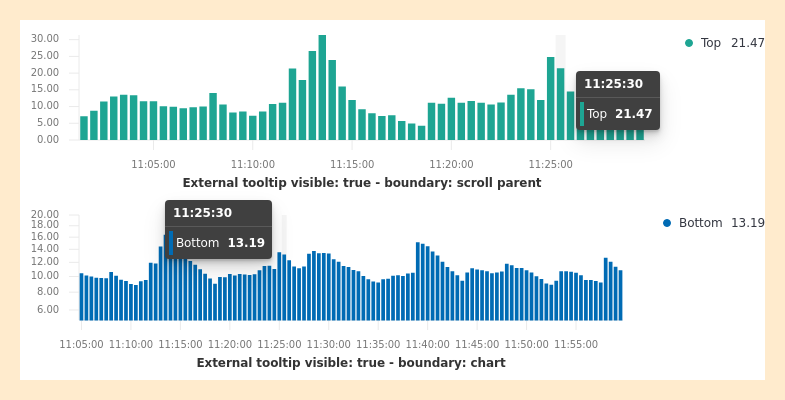 30.00
25.00
20.00
15.00
10.00
5.00
0.00
Top 21.47
11:25:30
Top 21.47
11:05:00 11:10:00 11:15:00 11:20:00 11:25:00
External tooltip visible: true - boundary: scroll parent
20.00
18.00
16.00
14.00
12.00
10.00
8.00
6.00
11:25:30
Bottom 13.19
Bottom 13.19
11:05:00 11:10:00 11:15:00 11:20:00 11:25:00 11:30:00 11:35:00 11:40:00 11:45:00 11:50:00 11:55:00
External tooltip visible: true - boundary: chart